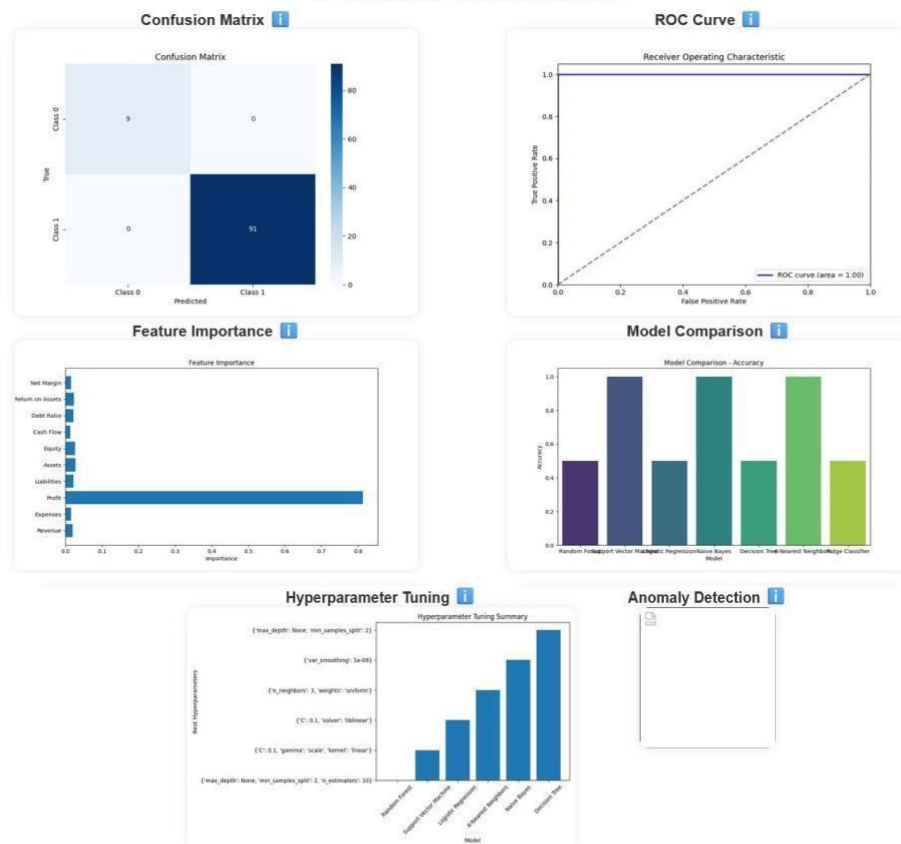 Confusion Matrix ℹ
ROC Curve ℹ
Confusion Matrix
Class 0
9
0
80
60
True
40
Class 1
0
91
20
0
Class 0
Class 1
Predicted
Receiver Operating Characteristic
1.0
0.8
0.6
0.4
0.2
0.0
True Positive Rate
ROC curve (area = 1.00)
0.0 0.2 0.4 0.6 0.8 1.0
False Positive Rate
Feature Importance ℹ
Model Comparison ℹ
Feature Importance
Net Margin
Return on Assets
Debt Ratio
Cash Flow
Equity
Assets
Liabilities
Profit
Expenses
Revenue
0.0 0.1 0.2 0.3 0.4 0.5 0.6 0.7 0.8
Importance
Model Comparison - Accuracy
1.0
0.8
0.6
0.4
0.2
0.0
Accuracy
Random Support Vector Regression Naive Bayes Decision Tree Nearest Classifier
Model
Hyperparameter Tuning ℹ
Anomaly Detection ℹ
Hyperparameter Tuning Summary
{'max_depth': None, 'min_samples_split': 2}
{'var_smoothing': 1e-09}
{'n_neighbors': 3, 'weights': 'uniform'}
{'C': 0.1, 'solver': 'liblinear'}
{'C': 0.1, 'gamma': 'scale', 'kernel': 'linear'}
{'max_depth': None, 'min_samples_split': 2, 'n_estimators': 10}
Best Hyperparameters
Random Forest
Support Vector Machine
Logistic Regression
K-Nearest Neighbors
Naive Bayes
Decision Tree
Model